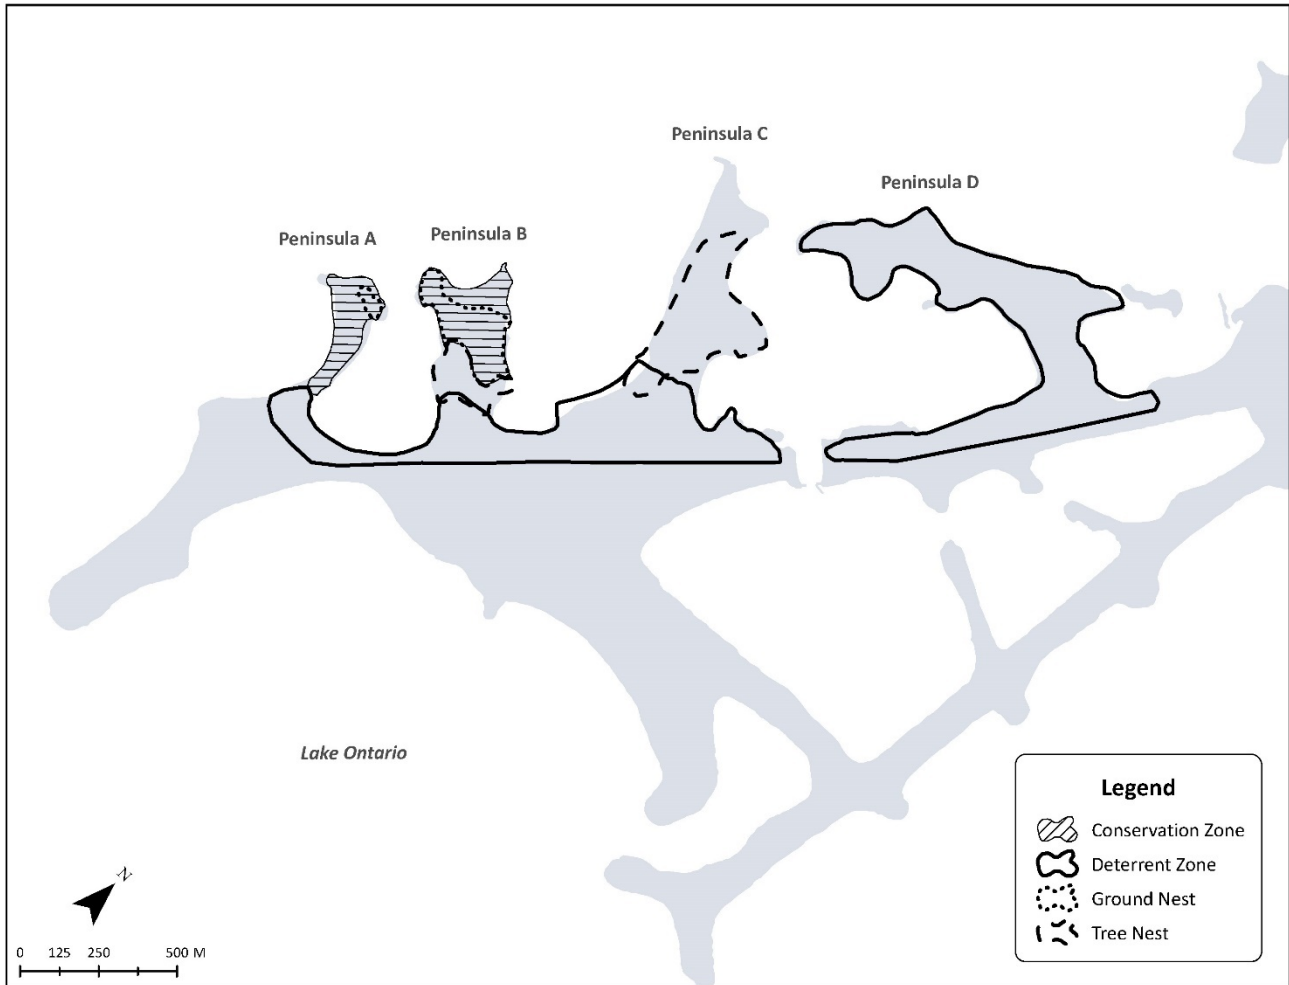 Peninsula C
Peninsula D
Peninsula A
Peninsula B
Lake Ontario
N
0 125 250 500 M
Legend
Conservation Zone
Deterrent Zone
Ground Nest
Tree Nest